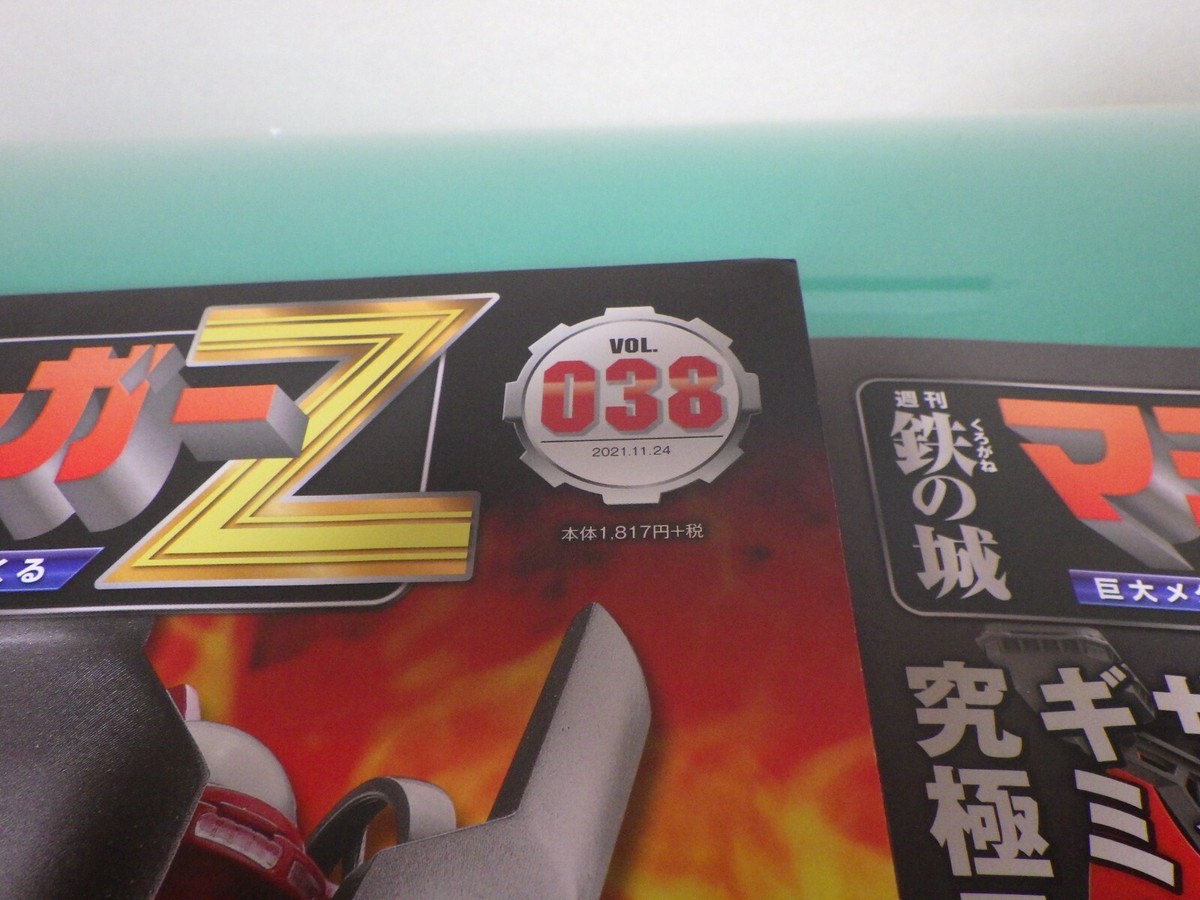 ガーZ
くる
VOL.
038
2021.11.24
本体1,817円+税
週刊
鉄の城
くろがね
マ
巨大メ
究極
ギミ